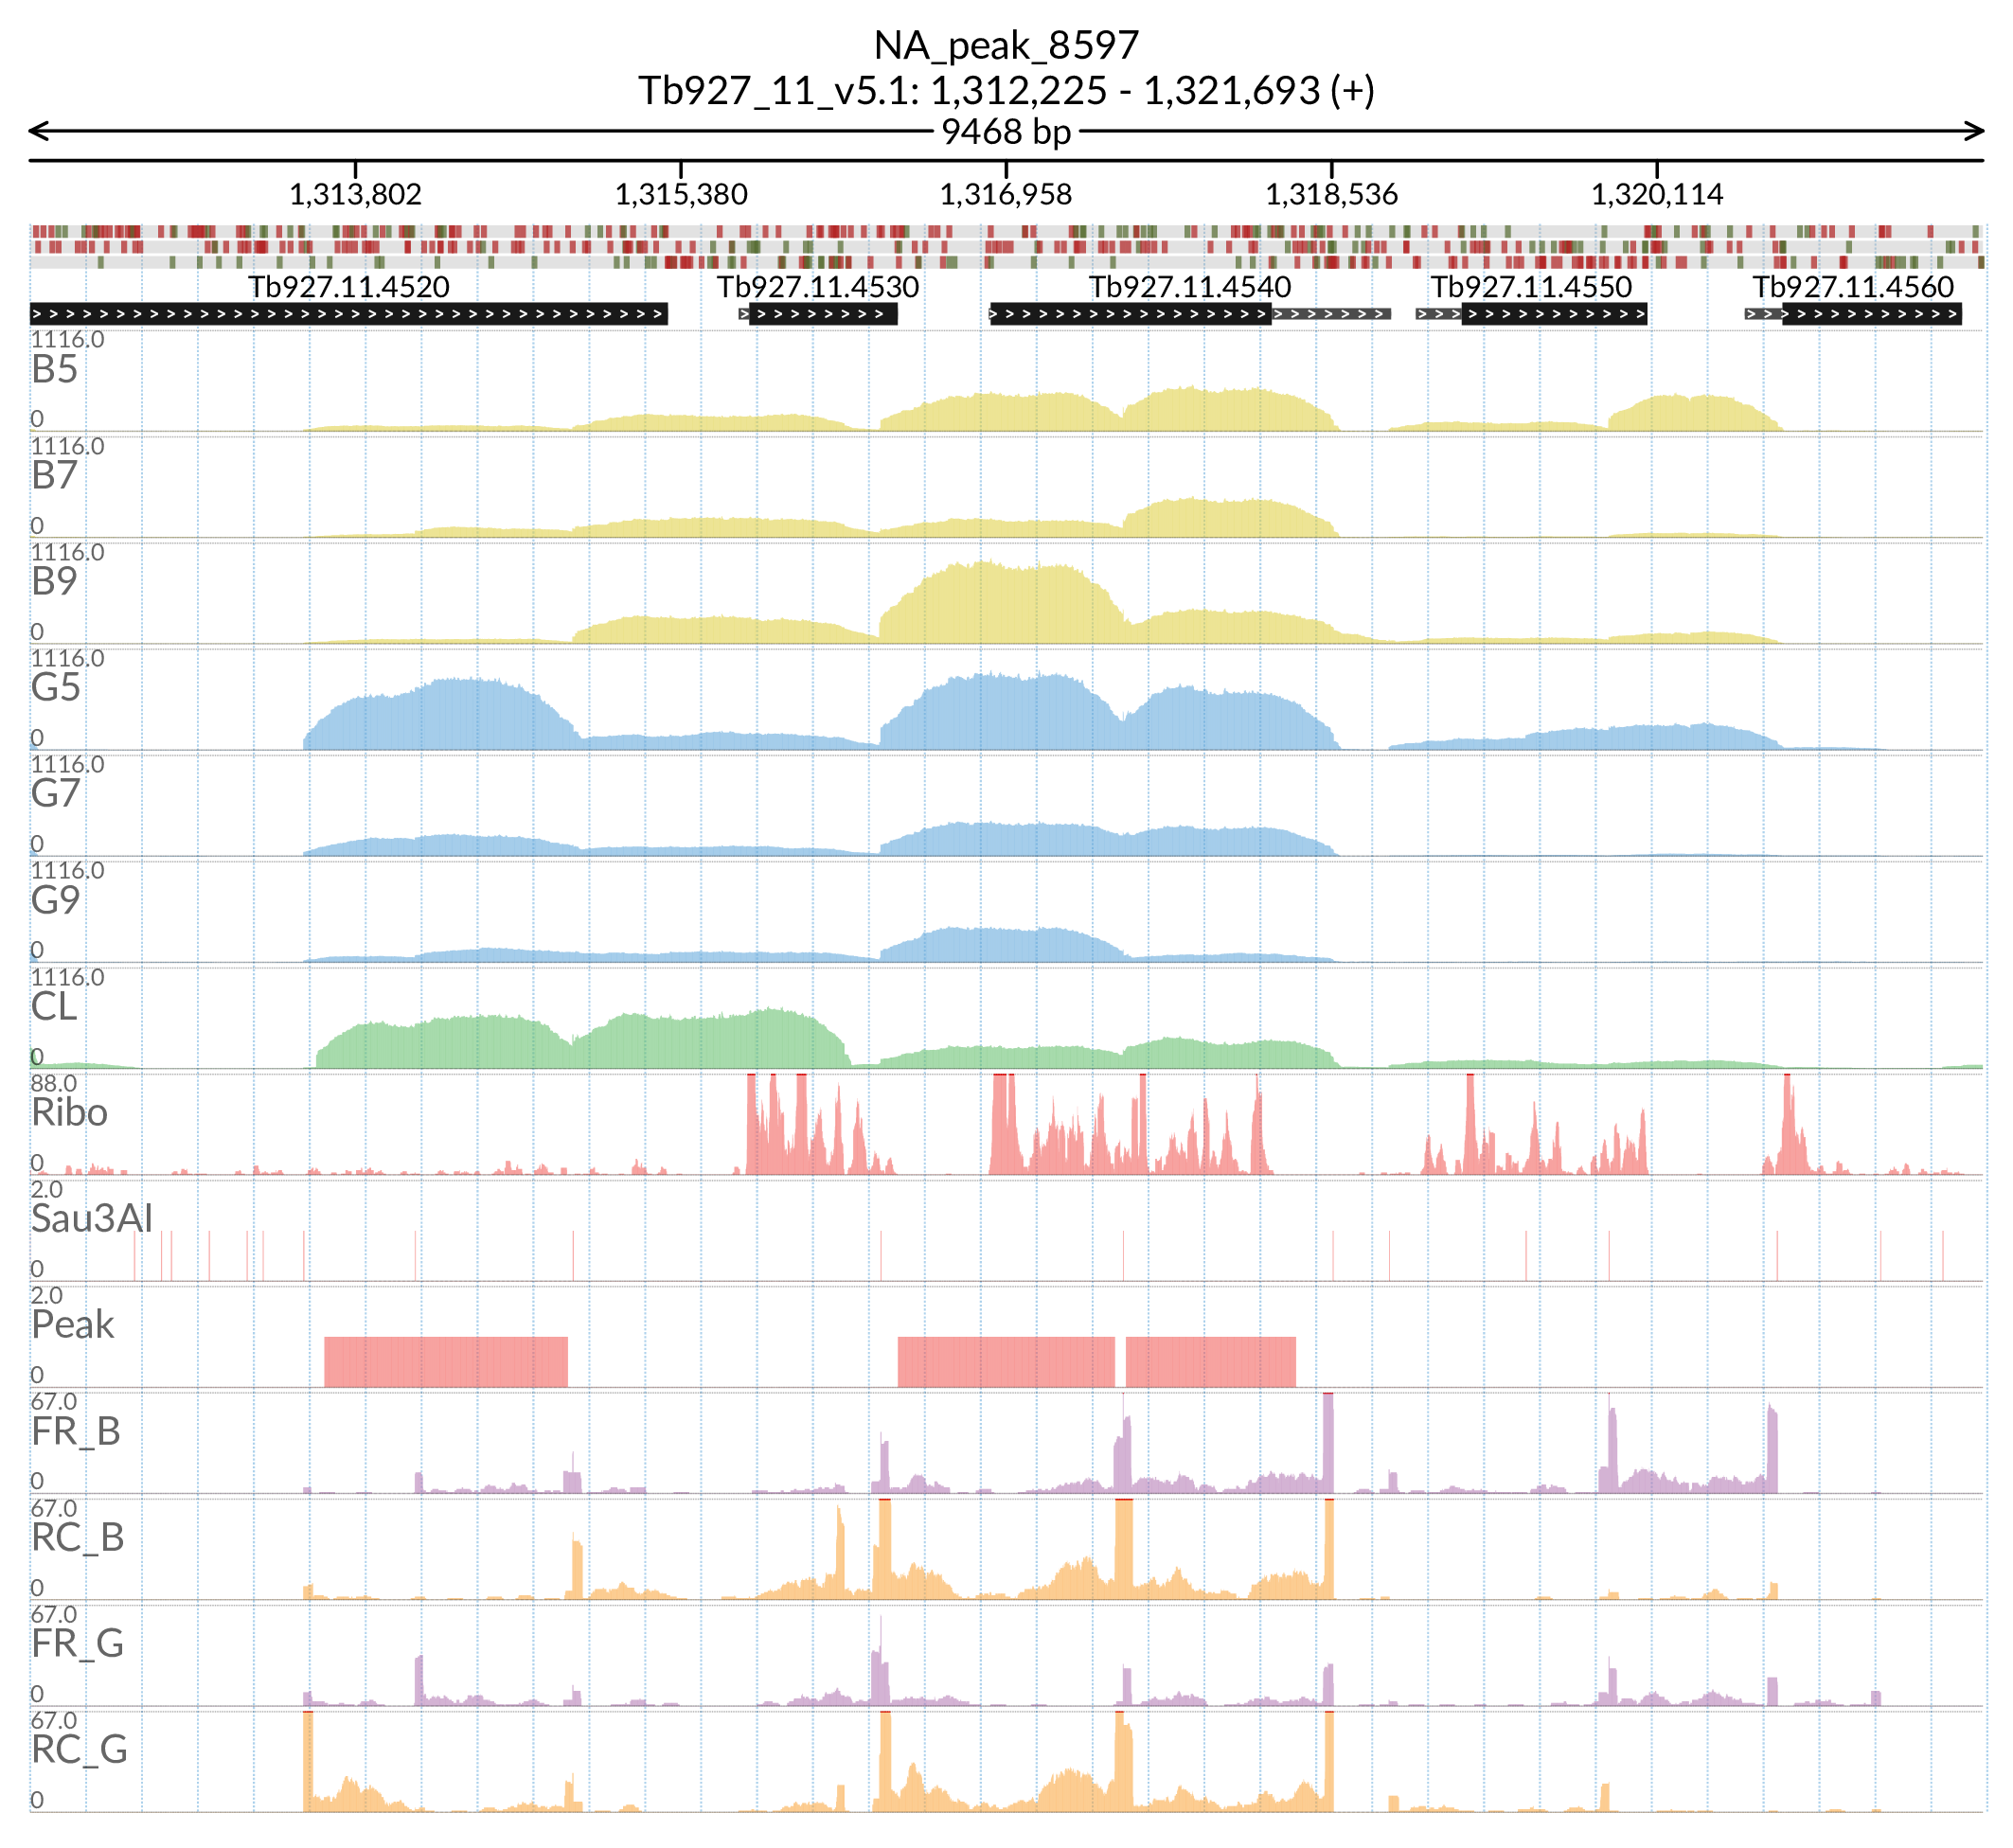 NA_peak_8597
Tb927_11_v5.1: 1,312,225 - 1,321,693 (+)
9468 bp
1,313,802 1,315,380 1,316,958 1,318,536 1,320,114
Tb927.11.4520 Tb927.11.4530 Tb927.11.4540 Tb927.11.4550 Tb927.11.4560
1116.0
B5
0
1116.0
B7
0
1116.0
B9
0
1116.0
G5
0
1116.0
G7
0
1116.0
G9
0
1116.0
CL
0
88.0
Ribo
0
2.0
Sau3AI
0
2.0
Peak
0
67.0
FR_B
0
67.0
RC_B
0
67.0
FR_G
0
67.0
RC_G
0